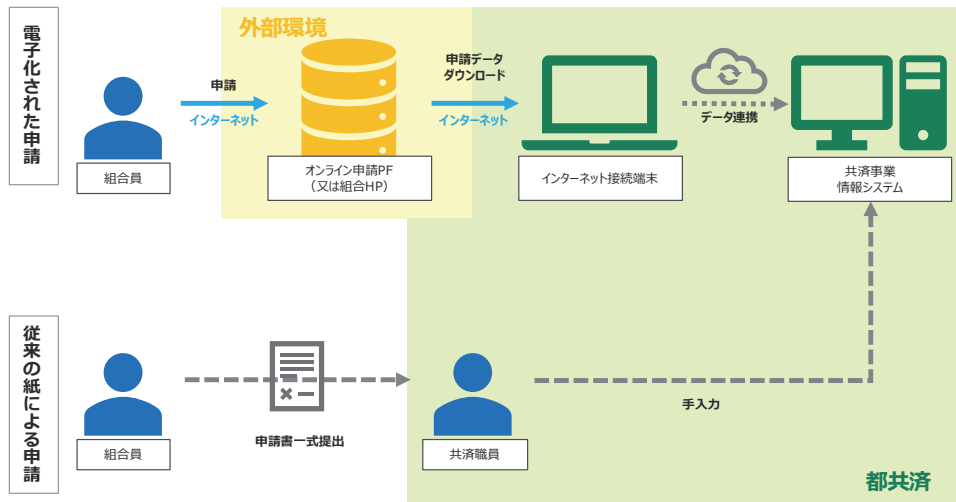 電子化された申請
外部環境
申請
インターネット
申請データ
ダウンロード
インターネット
データ連携
組合員
オンライン申請PF
（又は組合HP）
インターネット接続端末
共済事業
情報システム
従来の紙による申請
組合員
申請書一式提出
共済職員
手入力
都共済